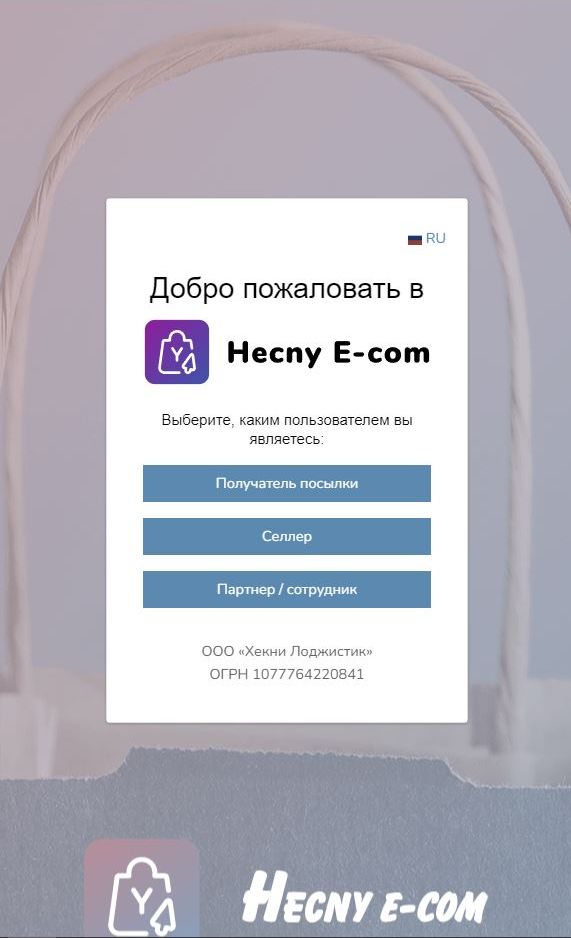 RU
Добро пожаловать в
Hecny E-com
Выберите, каким пользователем вы
являетесь:
Получатель посылки
Селлер
Партнер / сотрудник
ООО «Хекни Лоджистик»
ОГРН 1077764220841
HECNY E-COM